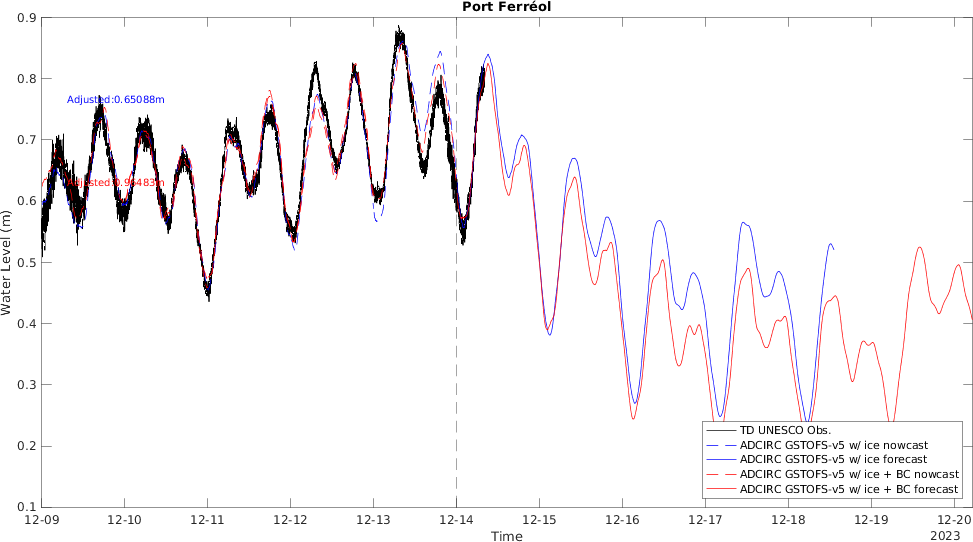 Port Ferréol
0.9
0.8
0.7
0.6
0.5
0.4
0.3
0.2
0.1
Water Level (m)
Adjusted:0.65088m
Adjusted:0.96483m
TD UNESCO Obs.
ADCIRC GSTOFS-v5 w/ ice nowcast
ADCIRC GSTOFS-v5 w/ ice forecast
ADCIRC GSTOFS-v5 w/ ice + BC nowcast
ADCIRC GSTOFS-v5 w/ ice + BC forecast
12-09 12-10 12-11 12-12 12-13 12-14 12-15 12-16 12-17 12-18 12-19 12-20
Time
2023